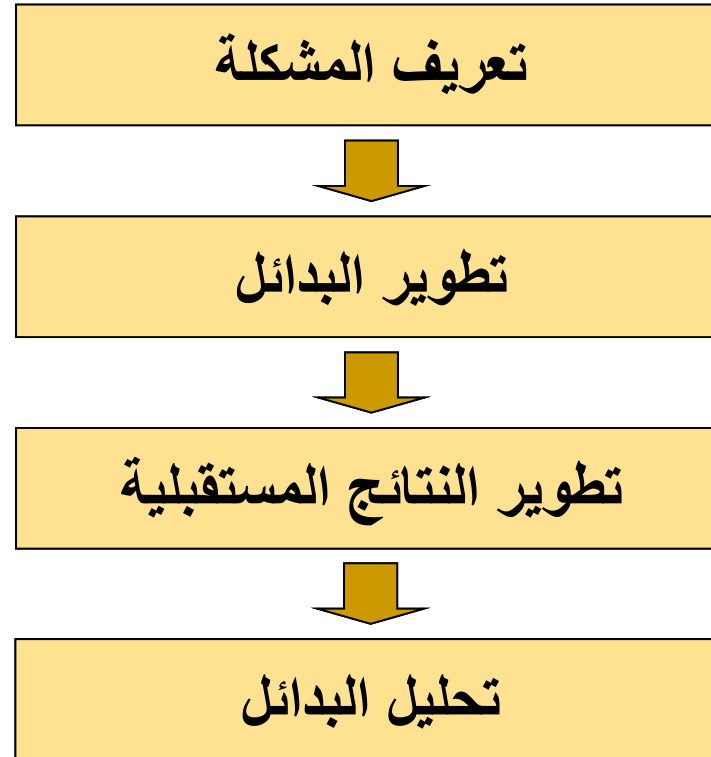 تعريف المشكلة
تطوير البدائل
تطوير النتائج المستقبلية
تحليل البدائل